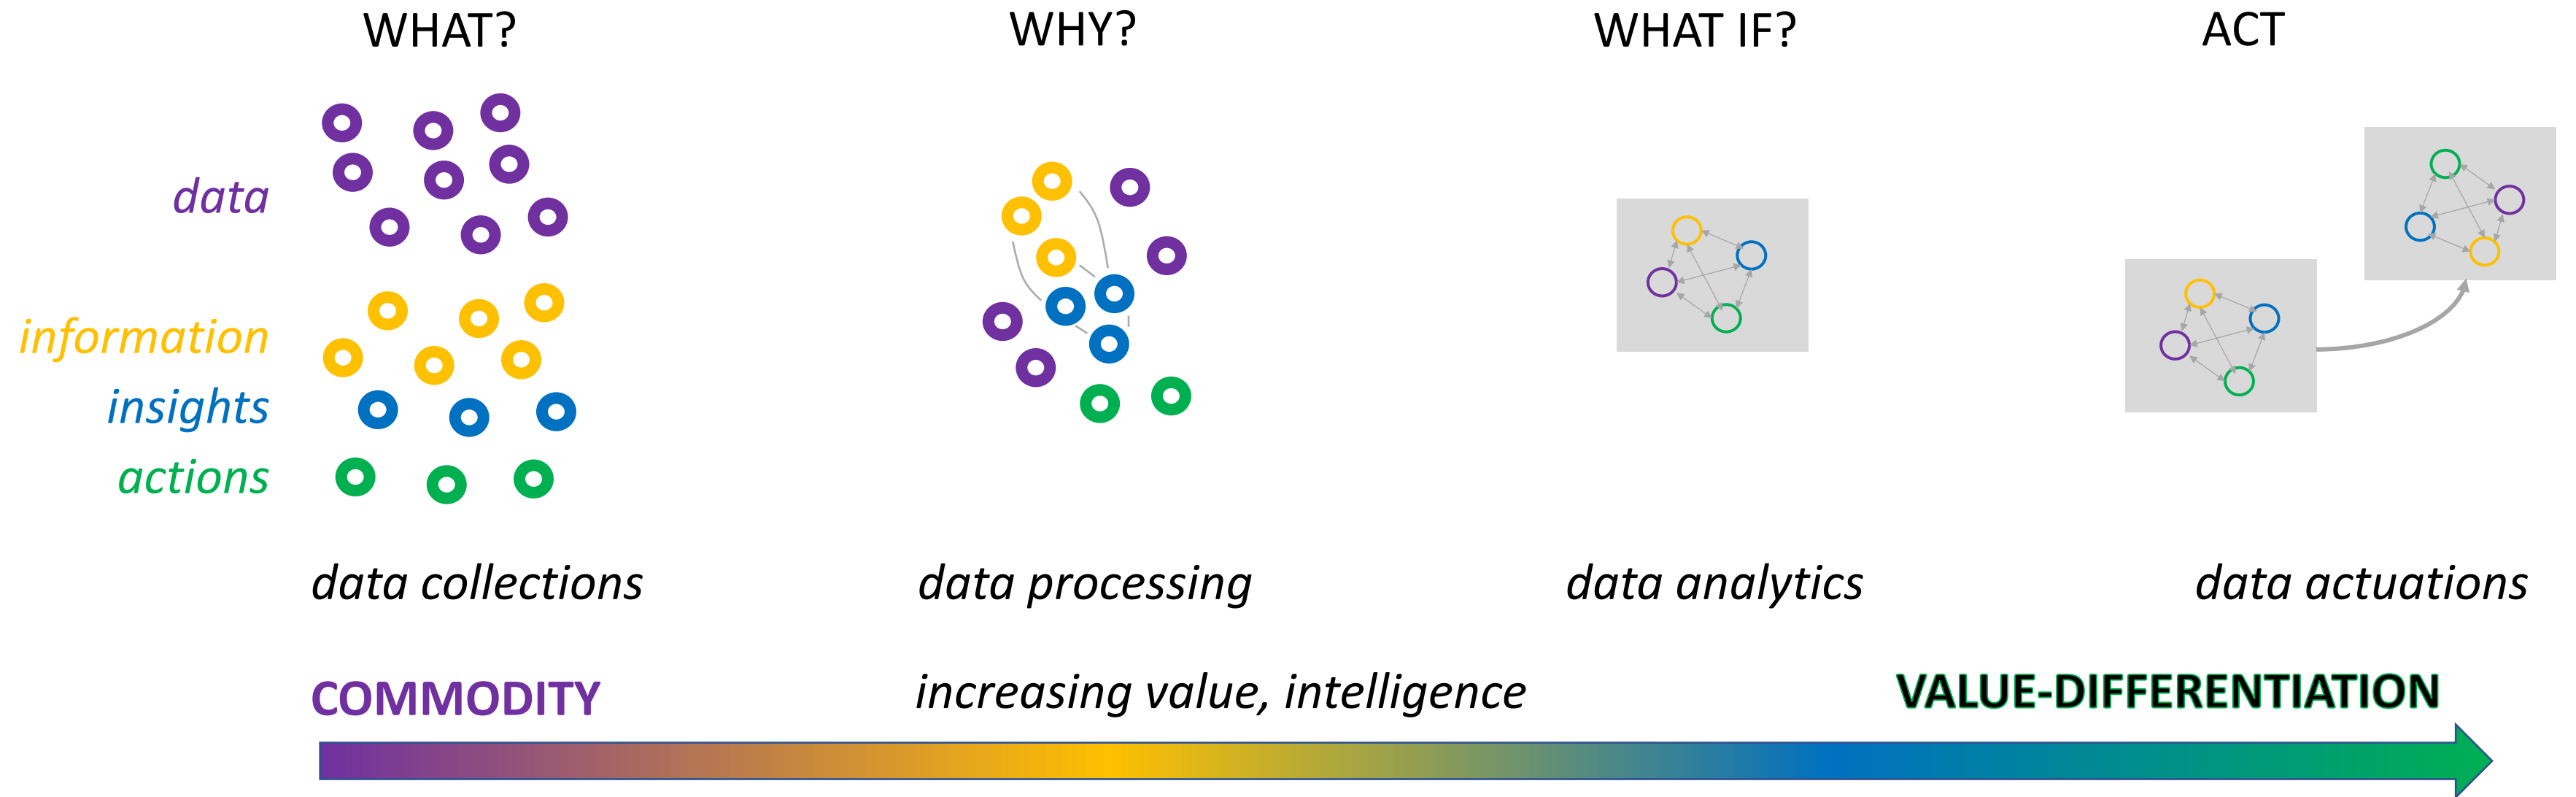 WHAT?
WHY?
WHAT IF?
ACT
data
information
insights
actions
data collections
data processing
data analytics
data actuations
COMMODITY
increasing value, intelligence
VALUE-DIFFERENTIATION